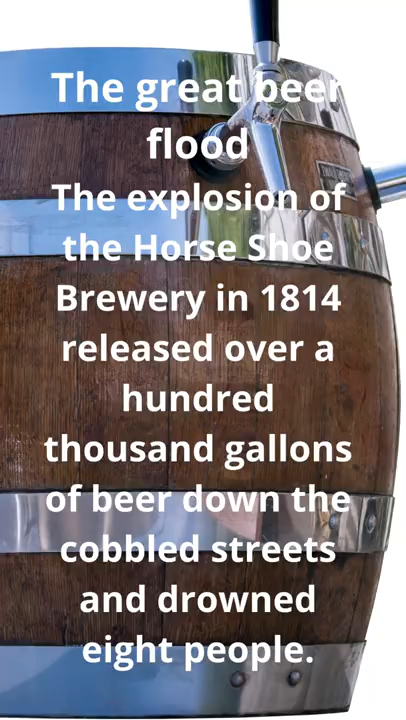 The great beer
flood
The explosion of
the Horse Shoe
Brewery in 1814
released over a
hundred
thousand gallons
of beer down the
cobbled streets
and drowned
eight people.